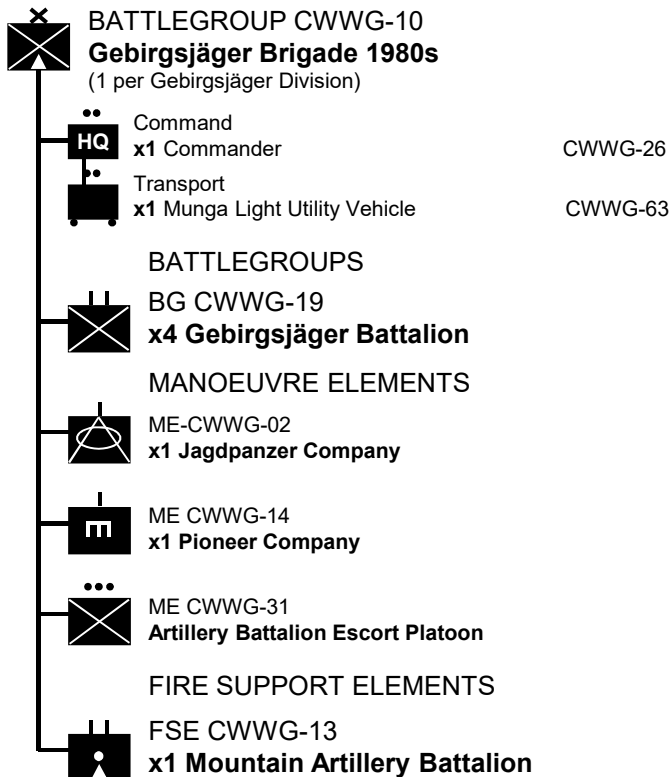 BATTLEGROUP CWWG-10
Gebirgsjäger Brigade 1980s
(1 per Gebirgsjäger Division)
Command
HQ
x1 Commander CWWG-26
Transport
x1 Munga Light Utility Vehicle CWWG-63
BATTLEGROUPS
BG CWWG-19
x4 Gebirgsjäger Battalion
MANOEUVRE ELEMENTS
ME-CWWG-02
x1 Jagdpanzer Company
ME CWWG-14
x1 Pioneer Company
ME CWWG-31
Artillery Battalion Escort Platoon
FIRE SUPPORT ELEMENTS
FSE CWWG-13
x1 Mountain Artillery Battalion